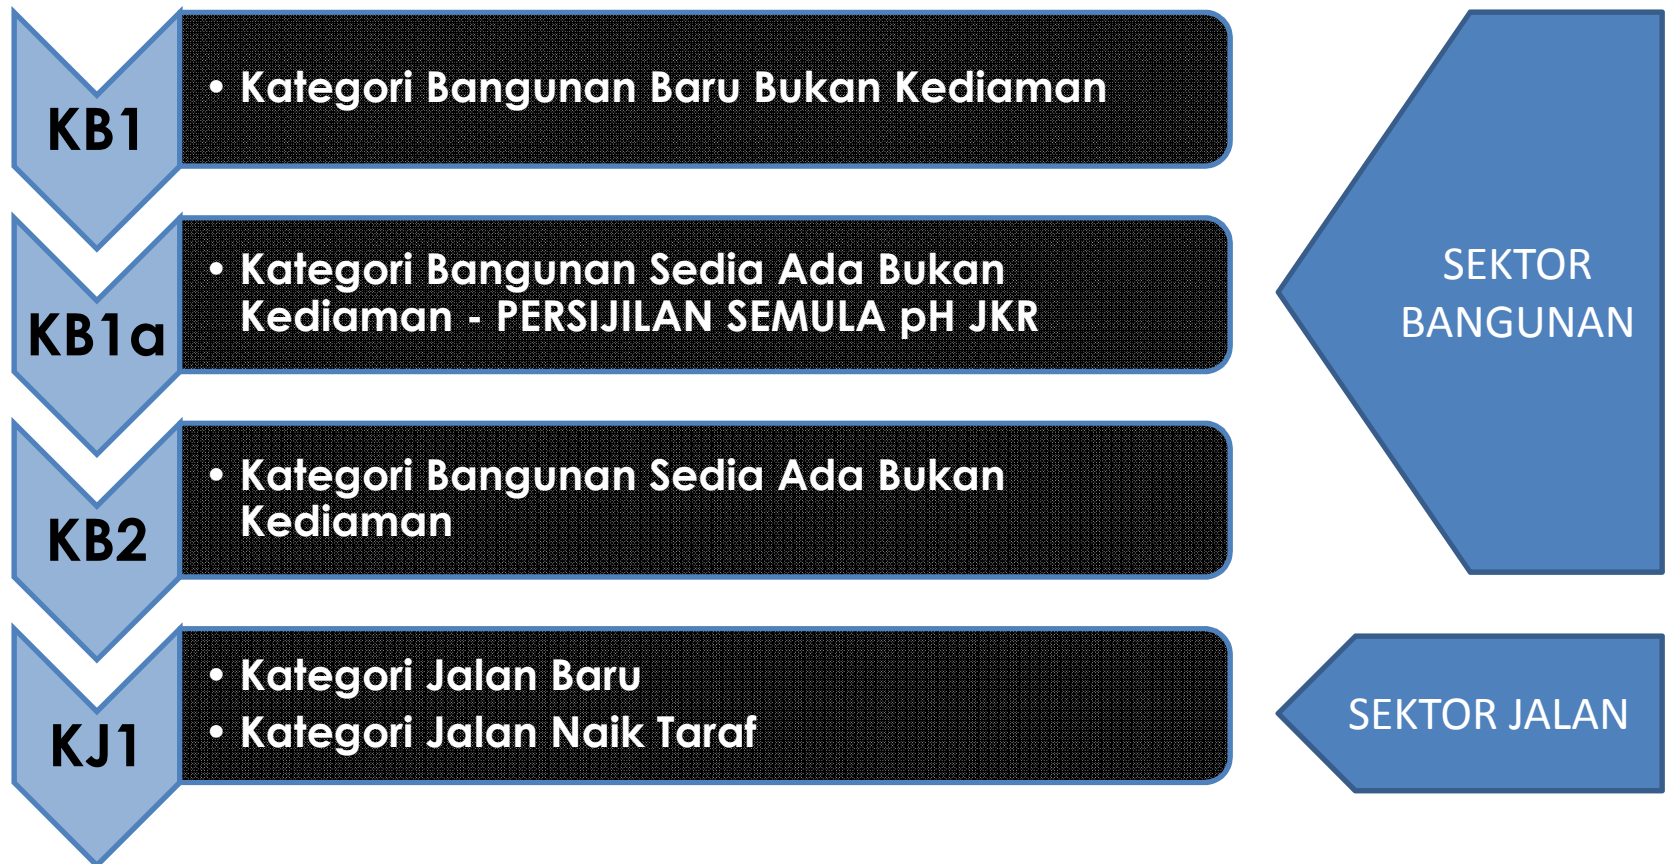 KB1
• Kategori Bangunan Baru Bukan Kediaman
KB1a
• Kategori Bangunan Sedia Ada Bukan
Kediaman - PERSIJILAN SEMULA pH JKR
KB2
• Kategori Bangunan Sedia Ada Bukan
Kediaman
SEKTOR
BANGUNAN
KJ1
• Kategori Jalan Baru
• Kategori Jalan Naik Taraf
SEKTOR JALAN